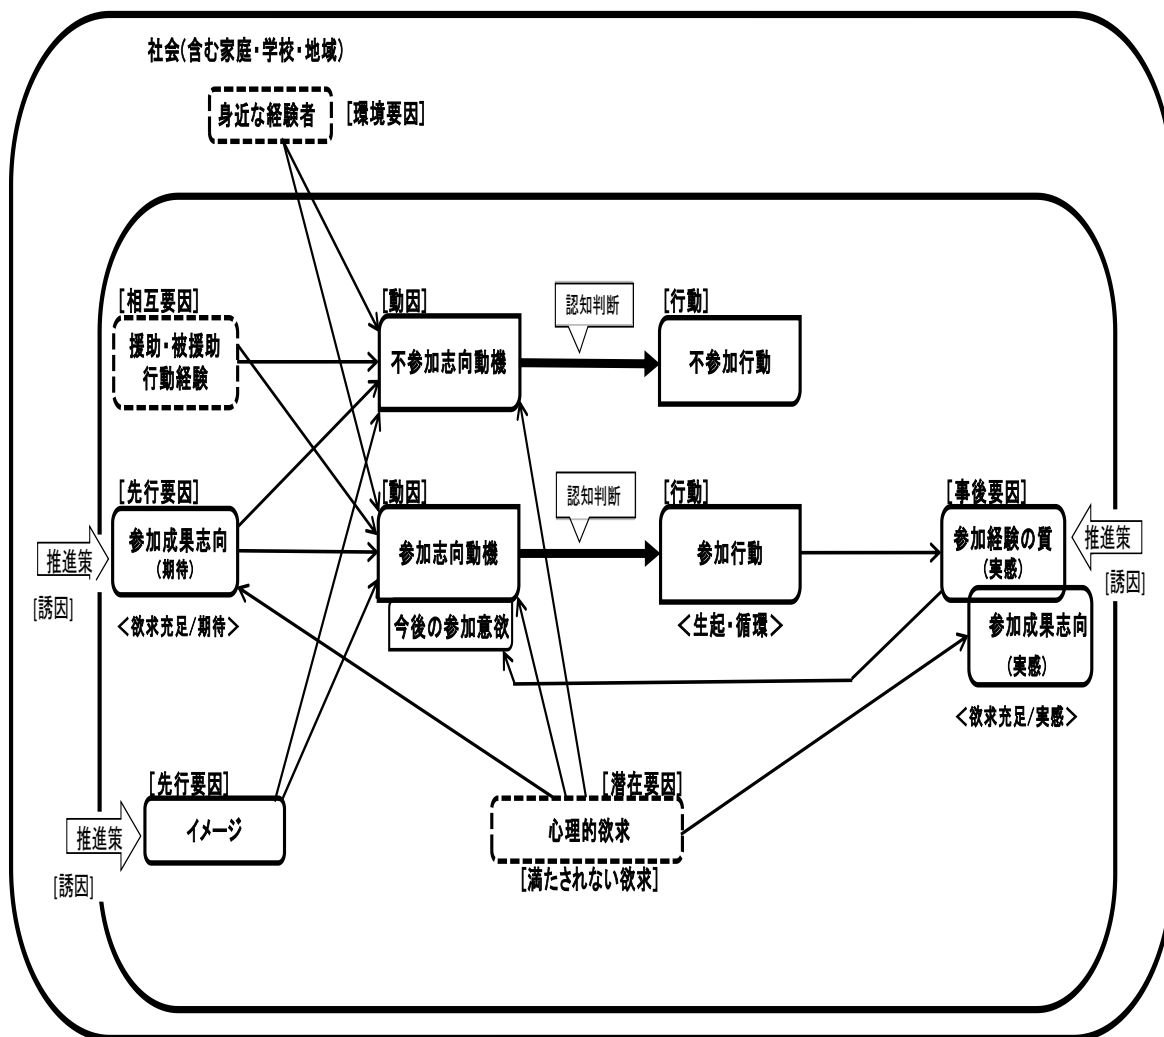 社会(含む家庭・学校・地域)
身近な経験者
[環境要因]
[相互要因]
援助・被援助
行動経験
[動因]
不参加志向動機
認知判断
[行動]
不参加行動
[先行要因]
参加成果志向
(期待)
<欲求充足/期待>
推進策
[誘因]
[動因]
参加志向動機
今後の参加意欲
認知判断
[行動]
参加行動
<生起・循環>
[事後要因]
参加経験の質
(実感)
参加成果志向
(実感)
<欲求充足/実感>
推進策
[誘因]
[先行要因]
イメージ
推進策
[誘因]
[潜在要因]
心理的欲求
[満たされない欲求]